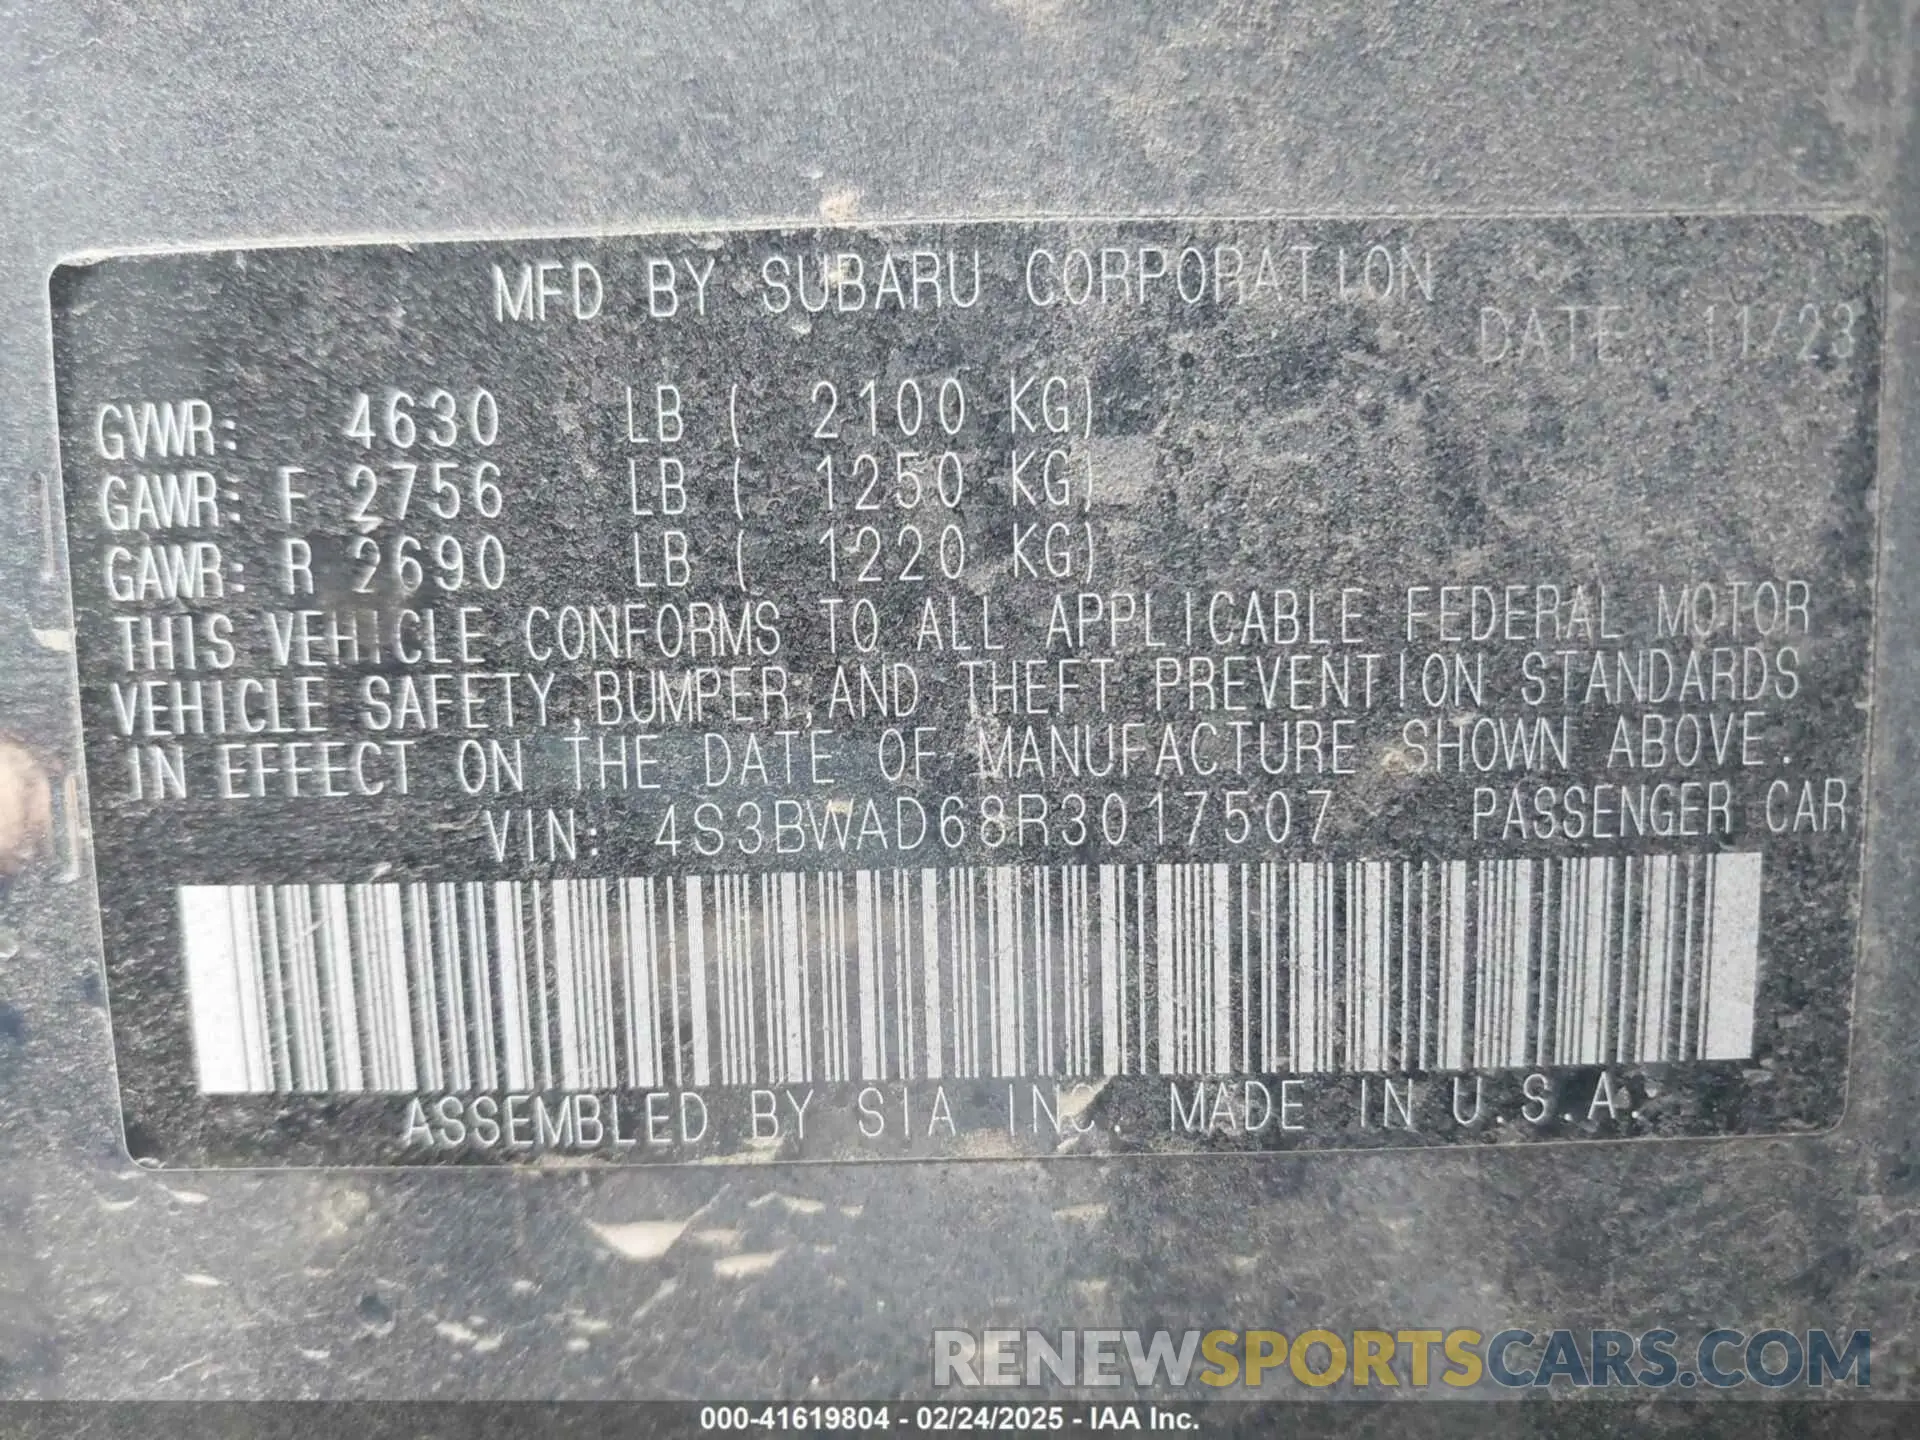 MFD BY SUBARU CORPORATION
DATE 11/23
GVWR: 4630 LB ( 2100 KG)
GAWR: F 2756 LB ( 1250 KG)
GAWR: R 2690 LB ( 1220 KG)
THIS VEHICLE CONFORMS TO ALL APPLICABLE FEDERAL MOTOR
VEHICLE SAFETY,BUMPER,AND THEFT PREVENTION STANDARDS
IN EFFECT ON THE DATE OF MANUFACTURE SHOWN ABOVE.
VIN: 4S3BWAD68R3017507 PASSENGER CAR
ASSEMBLED BY SIA INC. MADE IN U.S.A.
RENEWSPORTSCARS.COM
000-41619804 - 02/24/2025 - IAA Inc.